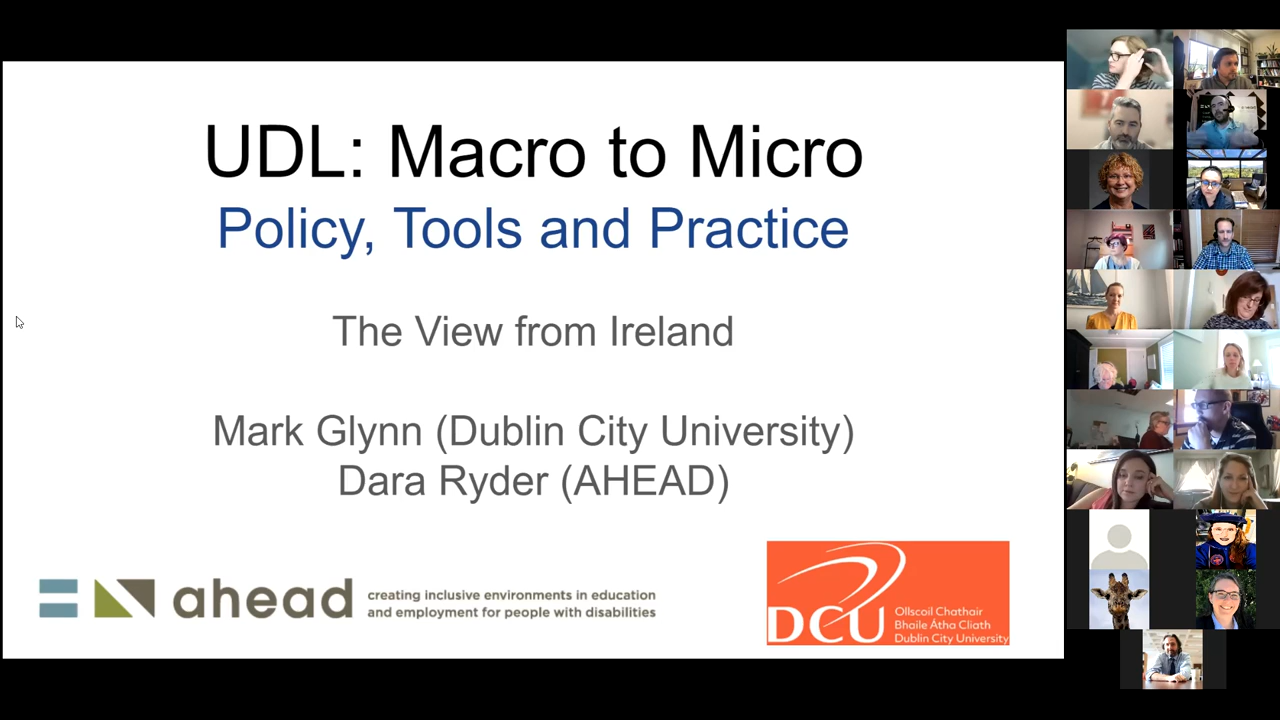 UDL: Macro to Micro
Policy, Tools and Practice
The View from Ireland
Mark Glynn (Dublin City University)
Dara Ryder (AHEAD)
ahead
creating inclusive environments in education
and employment for people with disabilities
DCU
Ollscoil Chathair
Bhaile Átha Cliath
Dublin City University